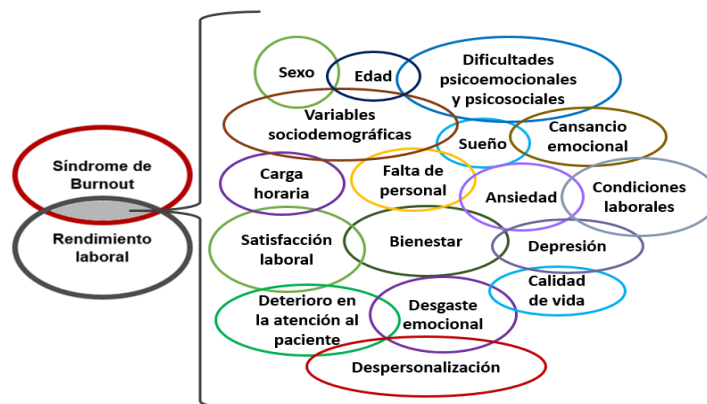 Síndrome de
Burnout
Rendimiento
laboral
Sexo
Edad
Dificultades
psicoemocionales
y psicosociales
Variables
sociodemográficas
Sueño
Cansancio
emocional
Carga
horaria
Falta de
personal
Ansiedad
Condiciones
laborales
Satisfacción
laboral
Bienestar
Depresión
Calidad
de vida
Deterioro en
la atención al
paciente
Desgaste
emocional
Despersonalización